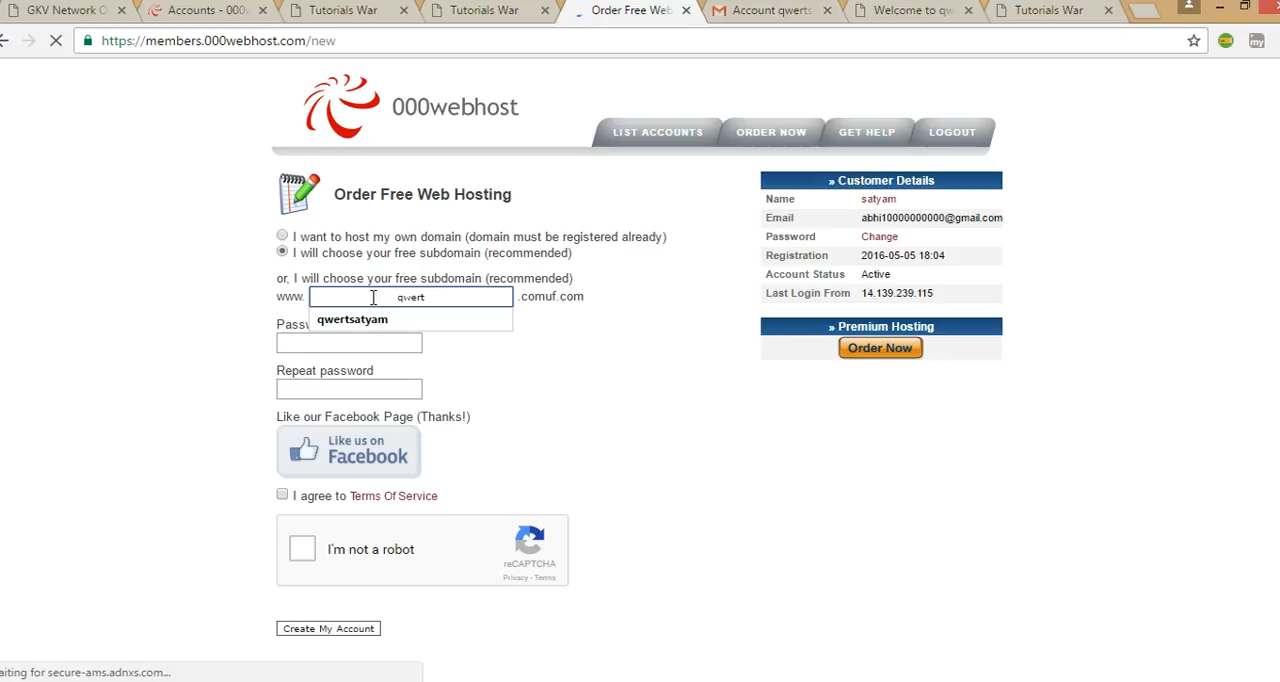 GKV Network O
Accounts - 000
Tutorials War
Tutorials War
Order Free Web
Account qwerts
Welcome to qw
Tutorials War
https://members.000webhost.com/new
my
000webhost
LIST ACCOUNTS
ORDER NOW
GET HELP
LOGOUT
Order Free Web Hosting
I want to host my own domain (domain must be registered already)
I will choose your free subdomain (recommended)
or, I will choose your free subdomain (recommended)
www. qwert .comuf.com
qwertsatyam
Passw
Repeat password
Like our Facebook Page (Thanks!)
Like us on
Facebook
I agree to Terms Of Service
I'm not a robot
reCAPTCHA
Privacy - Terms
Create My Account
» Customer Details
Name satyam
Email abhi10000000000@gmail.com
Password Change
Registration 2016-05-05 18:04
Account Status Active
Last Login From 14.139.239.115
» Premium Hosting
Order Now
aiting for secure-ams.adnxs.com...